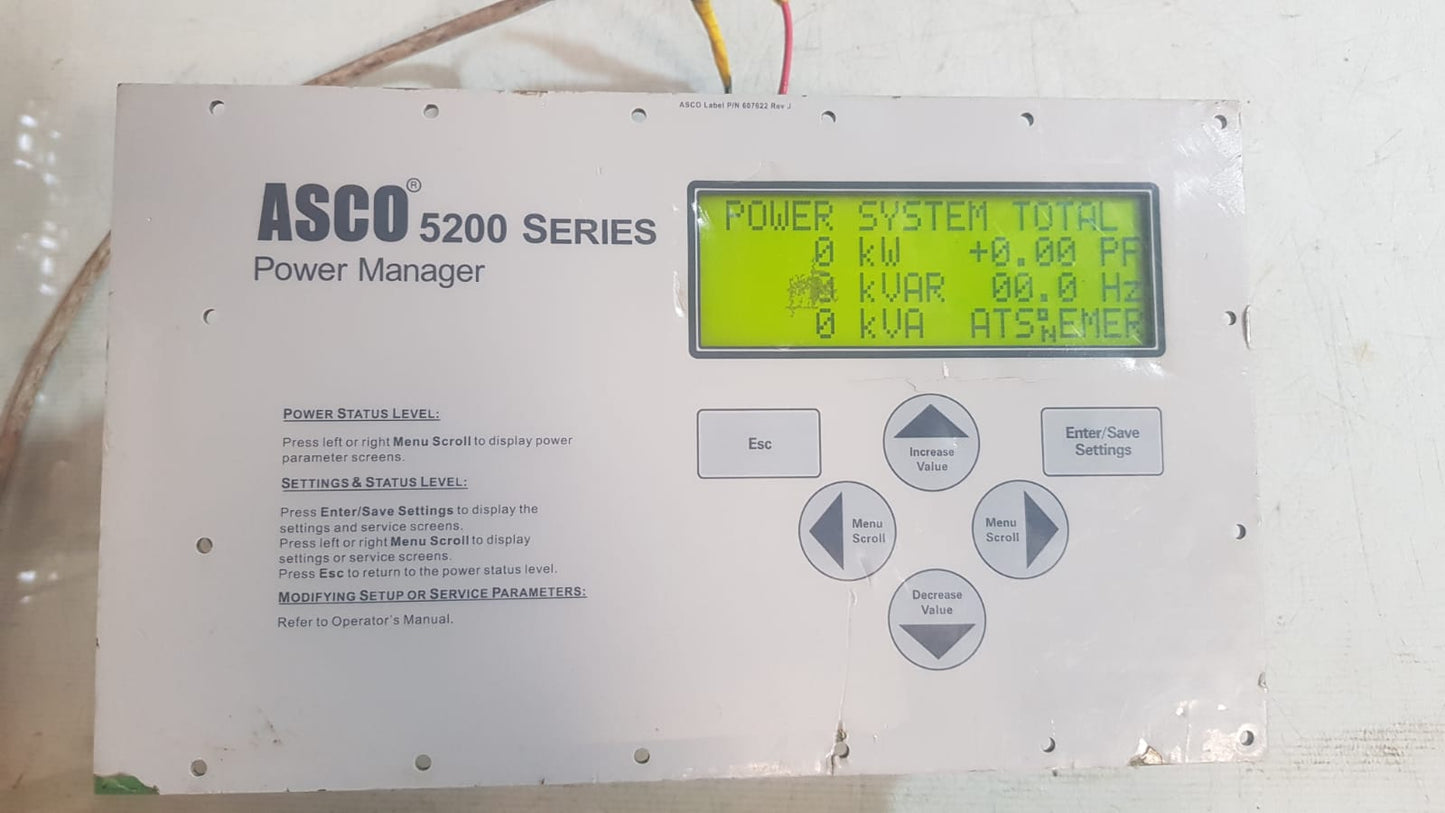 ASCO Label P/N 607622 Rev J
ASCO® 5200 SERIES
Power Manager
POWER SYSTEM TOTAL
0 kW +0.00 PF
0 kVAR 00.0 Hz
0 kVA ATS ON EMER
POWER STATUS LEVEL:
Press left or right Menu Scroll to display power
parameter screens.
SETTINGS & STATUS LEVEL:
Press Enter/Save Settings to display the
settings and service screens.
Press left or right Menu Scroll to display
settings or service screens.
Press Esc to return to the power status level.
MODIFYING SETUP OR SERVICE PARAMETERS:
Refer to Operator's Manual.
Esc
Increase
Value
Enter/Save
Settings
Menu
Scroll
Menu
Scroll
Decrease
Value